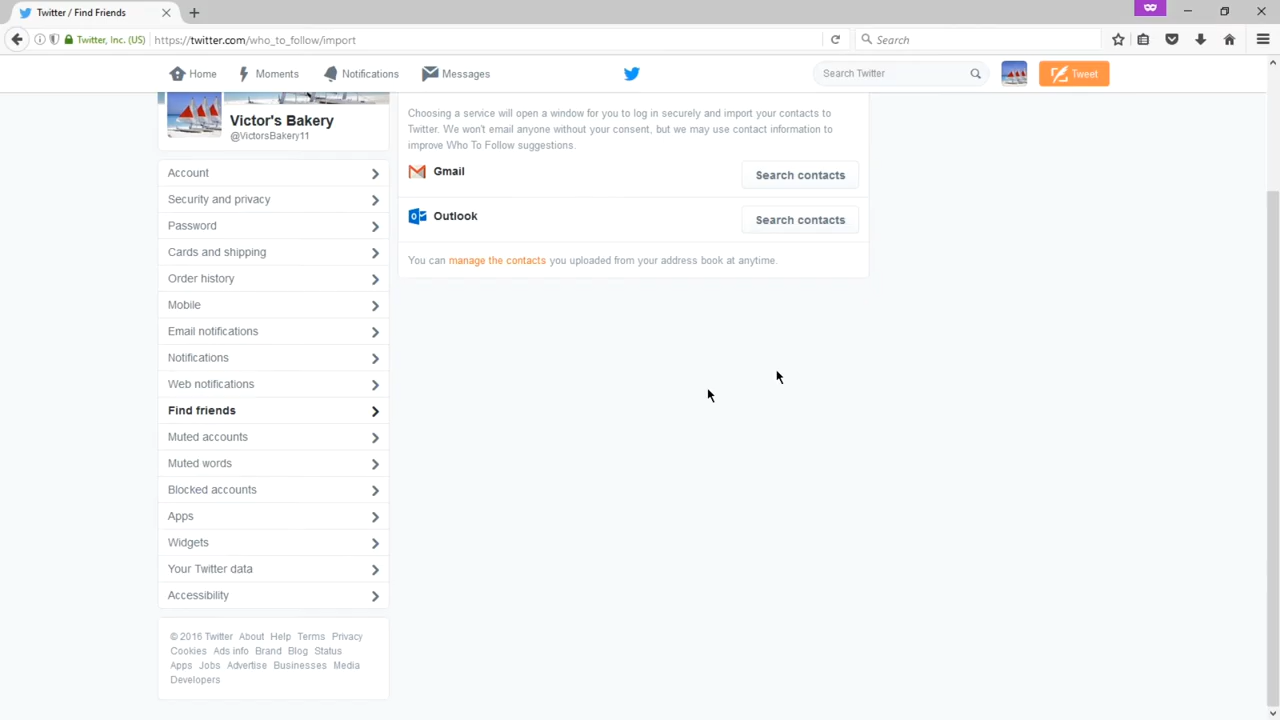 Twitter / Find Friends
Twitter, Inc. (US)
https://twitter.com/who_to_follow/import
Search
Home
Moments
Notifications
Messages
Search Twitter
Tweet
Victor's Bakery
@VictorsBakery11
Account
Security and privacy
Password
Cards and shipping
Order history
Mobile
Email notifications
Notifications
Web notifications
Find friends
Muted accounts
Muted words
Blocked accounts
Apps
Widgets
Your Twitter data
Accessibility
© 2016 Twitter About Help Terms Privacy
Cookies Ads info Brand Blog Status
Apps Jobs Advertise Businesses Media
Developers
Choosing a service will open a window for you to log in securely and import your contacts to
Twitter. We won't email anyone without your consent, but we may use contact information to
improve Who To Follow suggestions.
Gmail
Search contacts
Outlook
Search contacts
You can manage the contacts you uploaded from your address book at anytime.